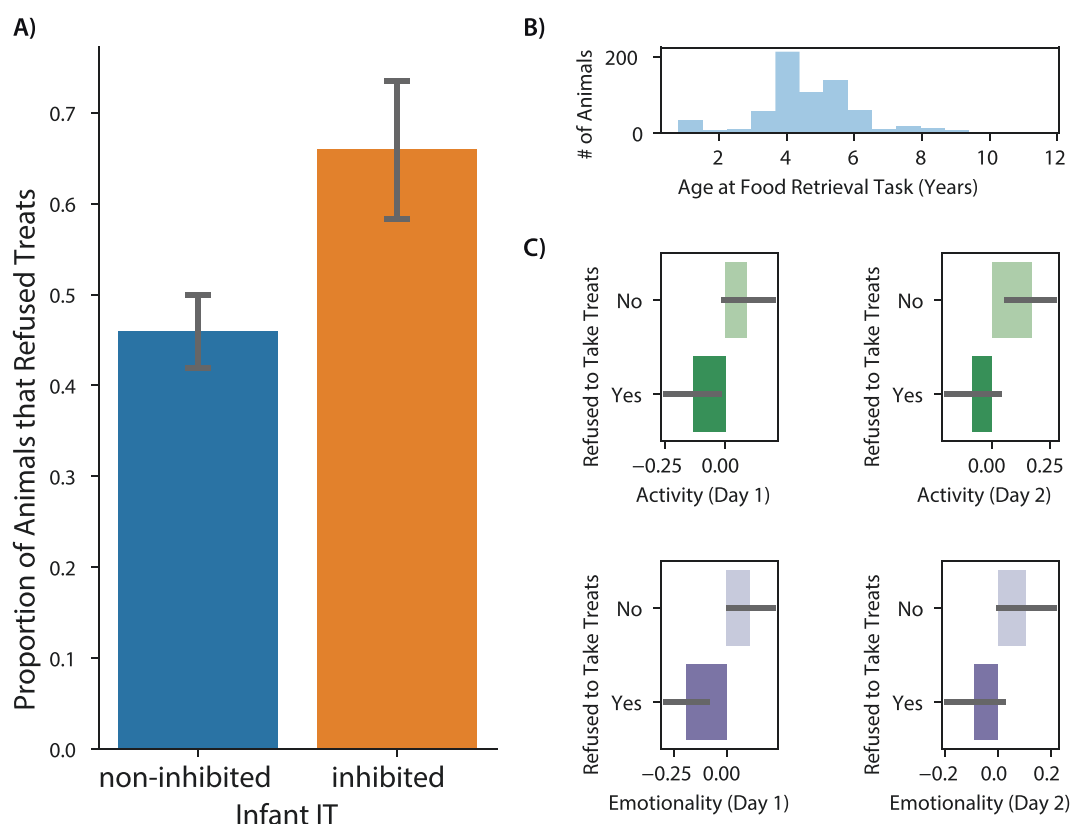 A)
Proportion of Animals that Refused Treats
0.7
0.6
0.5
0.4
0.3
0.2
0.1
0.0
non-inhibited
inhibited
Infant IT
B)
# of Animals
200
0
2
4
6
8
10
12
Age at Food Retrieval Task (Years)
C)
Refused to Take Treats
No
Yes
−0.25
0.00
Activity (Day 1)
Refused to Take Treats
No
Yes
0.00
0.25
Activity (Day 2)
Refused to Take Treats
No
Yes
−0.25
0.00
Emotionality (Day 1)
Refused to Take Treats
No
Yes
−0.2
0.0
0.2
Emotionality (Day 2)